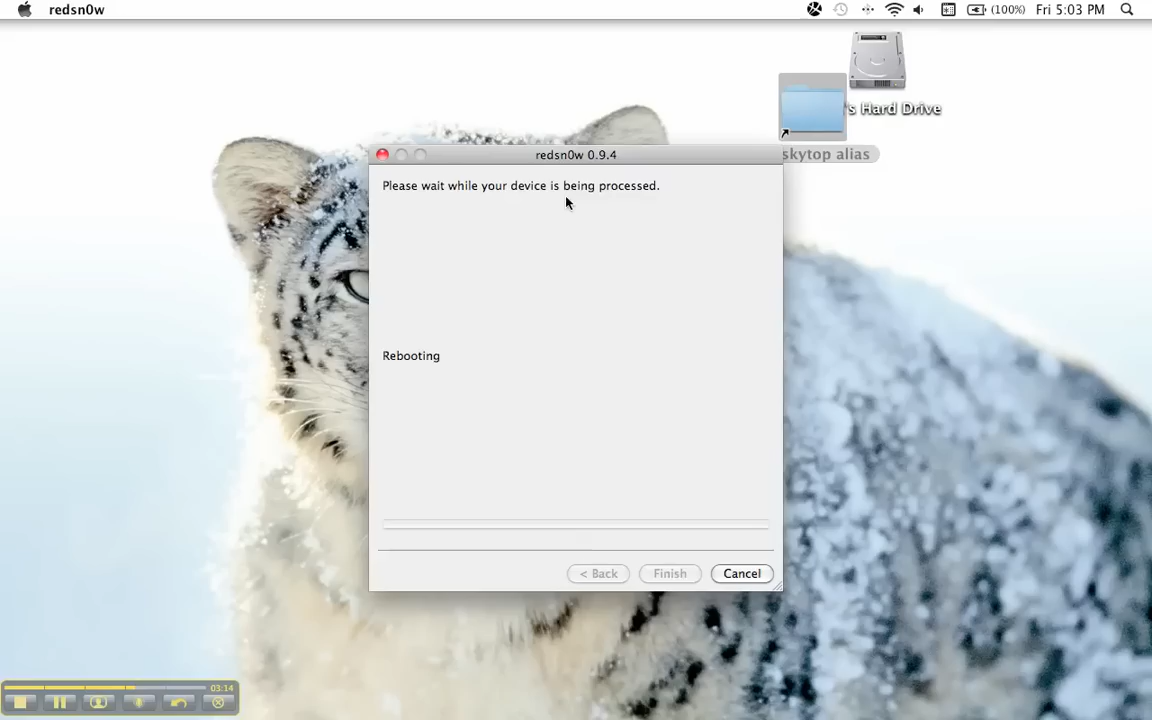 redsn0w
(100%) Fri 5:03 PM
's Hard Drive
skytop alias
redsn0w 0.9.4
Please wait while your device is being processed.
Rebooting
< Back Finish Cancel
03:14